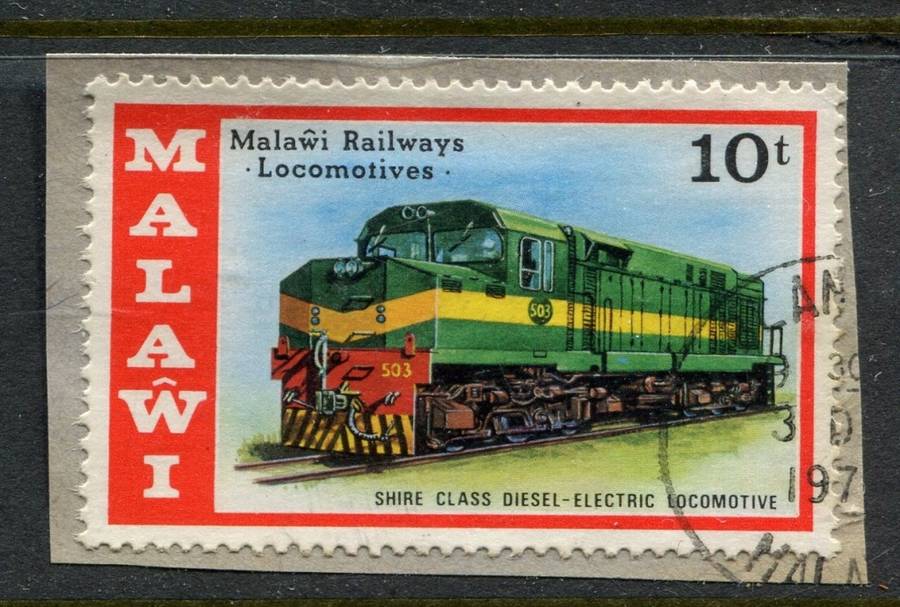 MALAŴI
Malaŵi Railways
· Locomotives ·
10t
503
503
SHIRE CLASS DIESEL-ELECTRIC LOCOMOTIVE